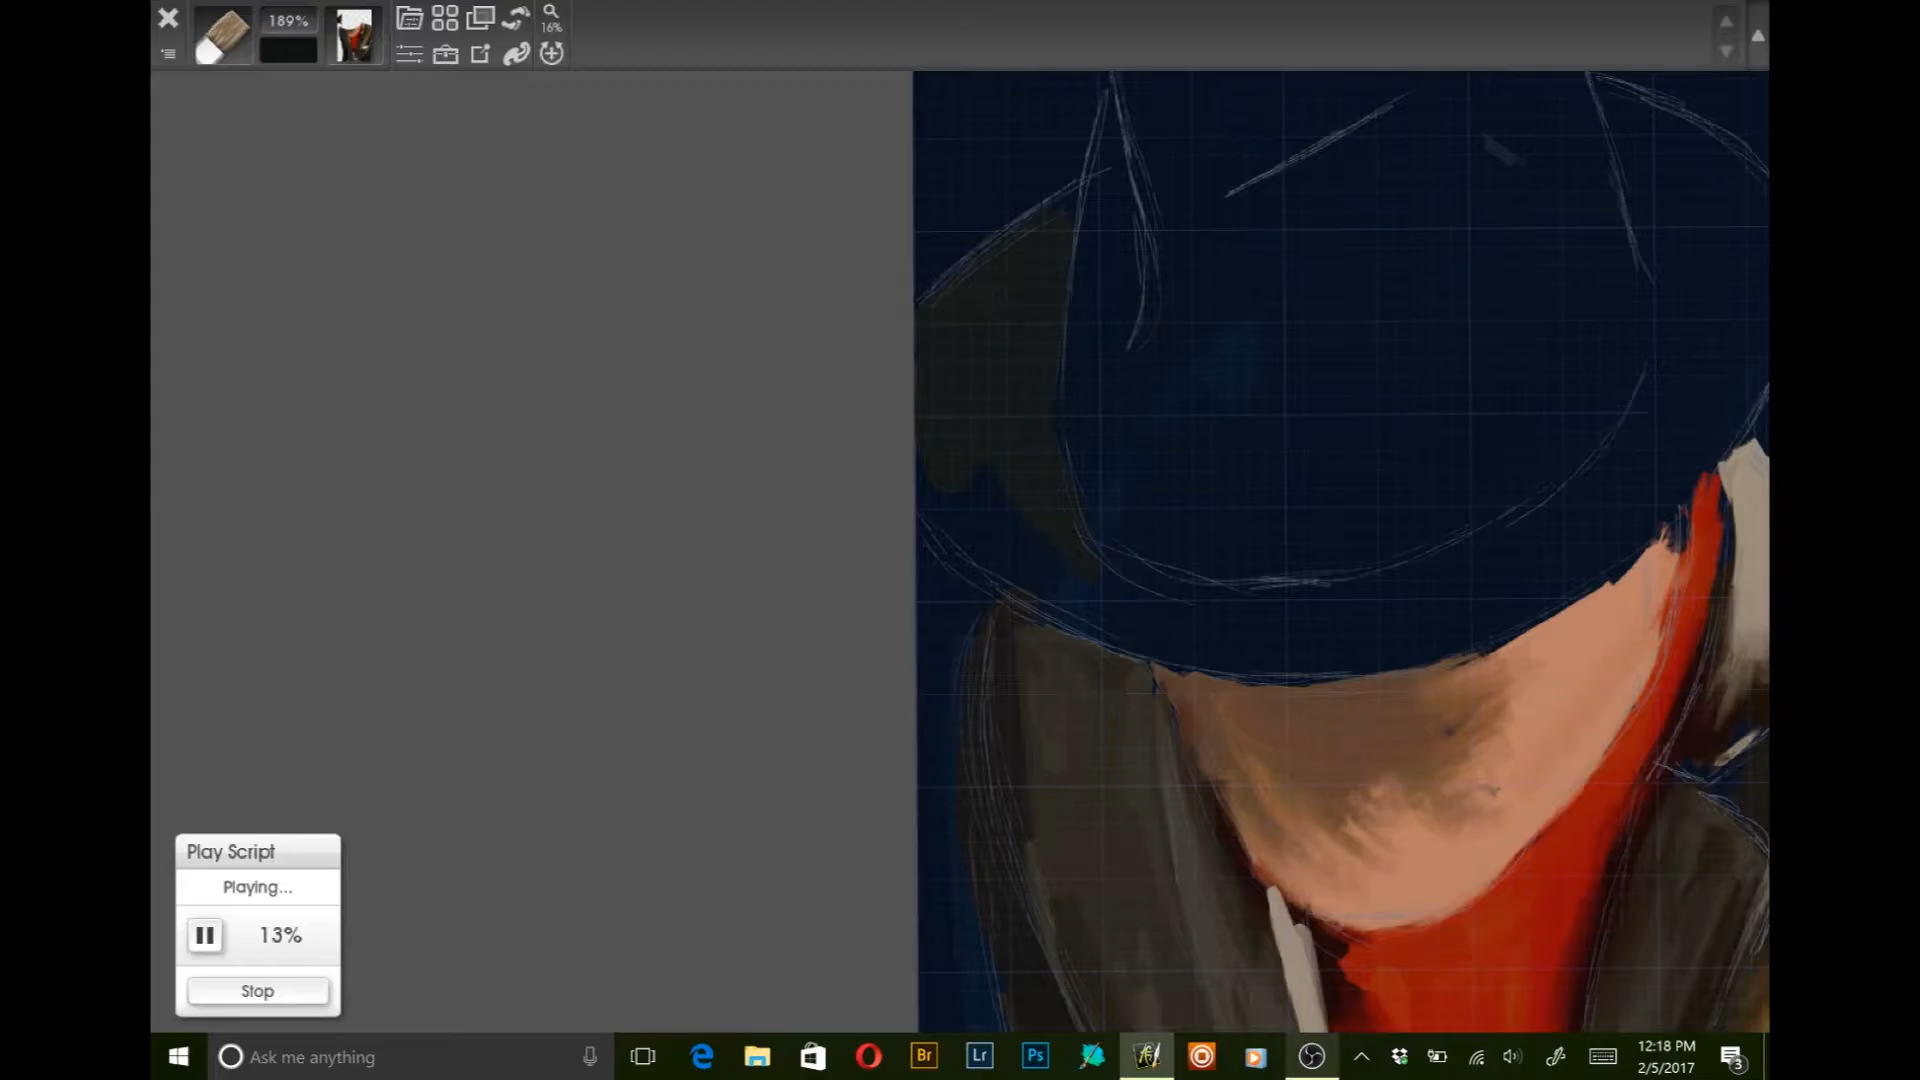 189%
16%
Play Script
Playing...
13%
Stop
Ask me anything
Br
Lr
Ps
12:18 PM
2/5/2017
3